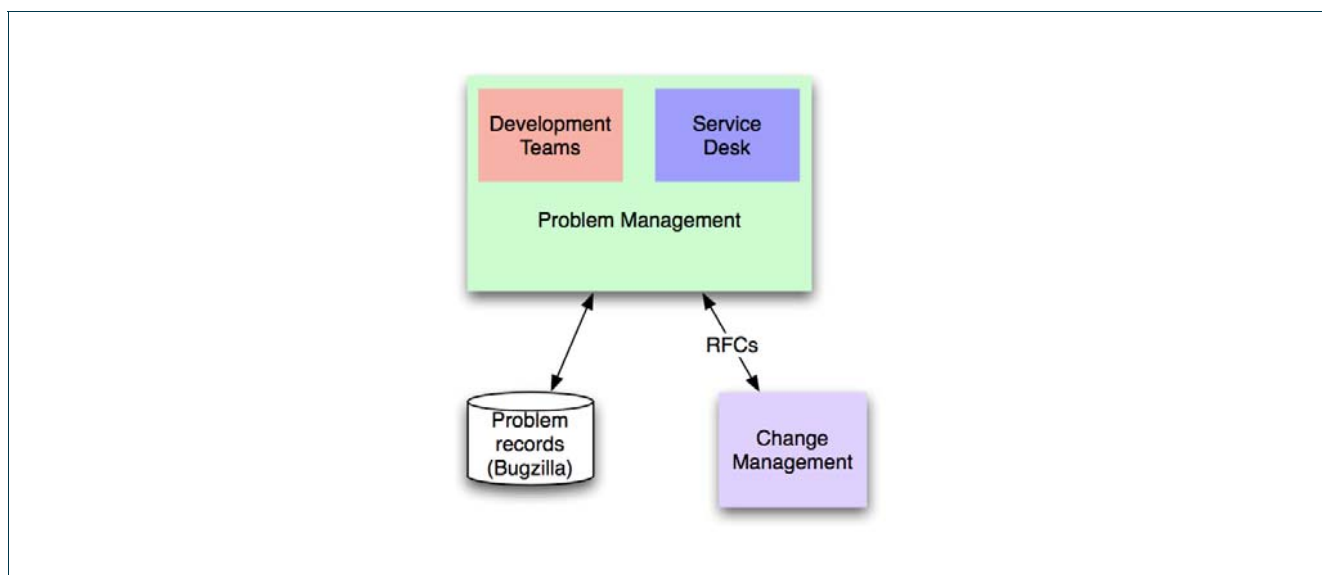 Development
Teams
Service
Desk
Problem Management
RFCs
Problem
records
(Bugzilla)
Change
Management